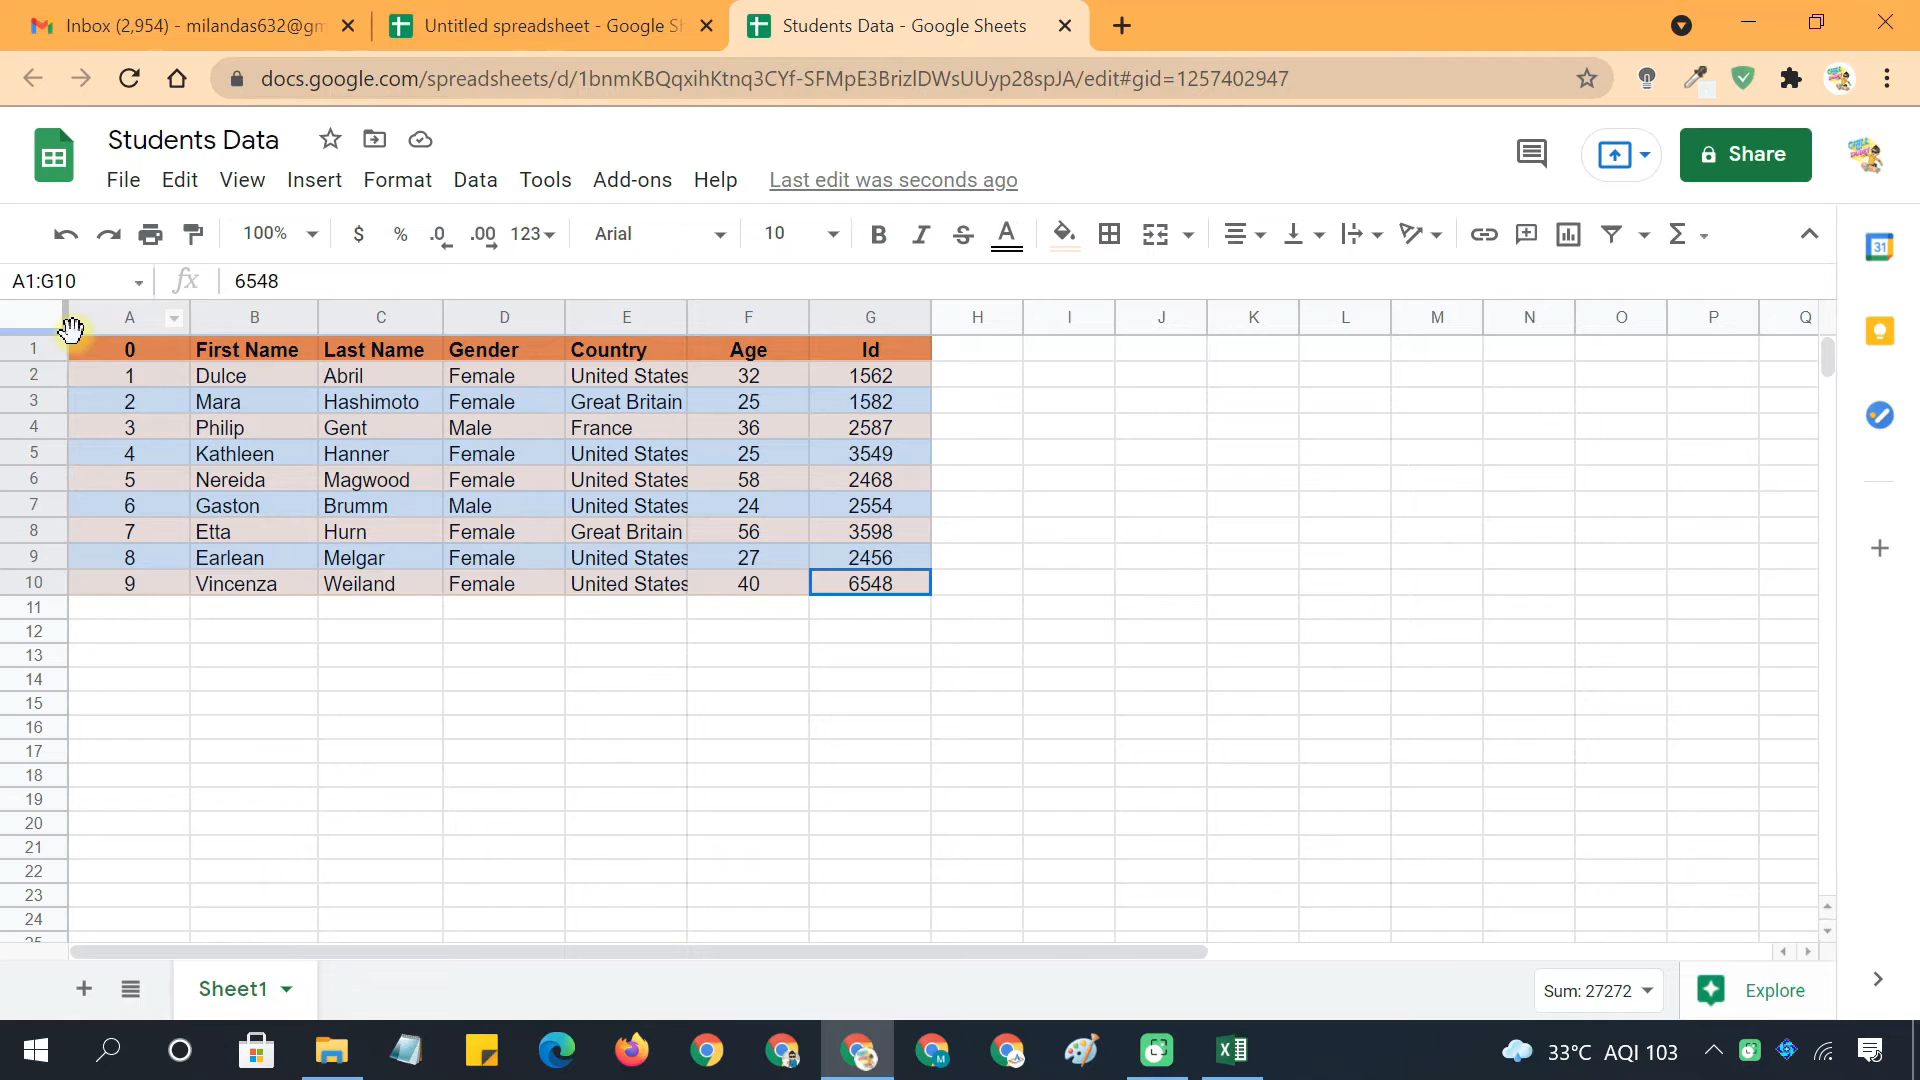 Inbox (2,954) - milandas632@gm
Untitled spreadsheet - Google Sh
Students Data - Google Sheets
docs.google.com/spreadsheets/d/1bnmKBQqxihKtnq3CYf-SFMpE3BrizlDWsUUyp28spJA/edit#gid=1257402947
Students Data
Share
File Edit View Insert Format Data Tools Add-ons Help Last edit was seconds ago
100% $ % .0 .00 123 Arial 10 B I S A Σ
31
A1:G10 fx 6548
A B C D E F G H I J K L M N O P Q
1 0 First Name Last Name Gender Country Age Id
2 1 Dulce Abril Female United States 32 1562
3 2 Mara Hashimoto Female Great Britain 25 1582
4 3 Philip Gent Male France 36 2587
5 4 Kathleen Hanner Female United States 25 3549
6 5 Nereida Magwood Female United States 58 2468
7 6 Gaston Brumm Male United States 24 2554
8 7 Etta Hurn Female Great Britain 56 3598
9 8 Earlean Melgar Female United States 27 2456
10 9 Vincenza Weiland Female United States 40 6548
11
12
13
14
15
16
17
18
19
20
21
22
23
24
25
Sheet1 Sum: 27272 Explore
33°C AQI 103